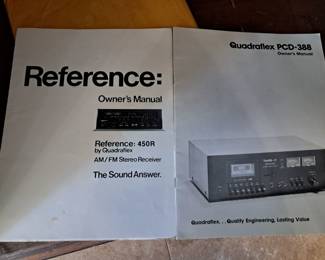 Reference:
Owner's Manual
Reference: 450R
by Quadraflex
AM/FM Stereo Receiver
The Sound Answer.
Quadraflex PCD-388
Owner's Manual
Quadraflex. . . Quality Engineering, Lasting Value